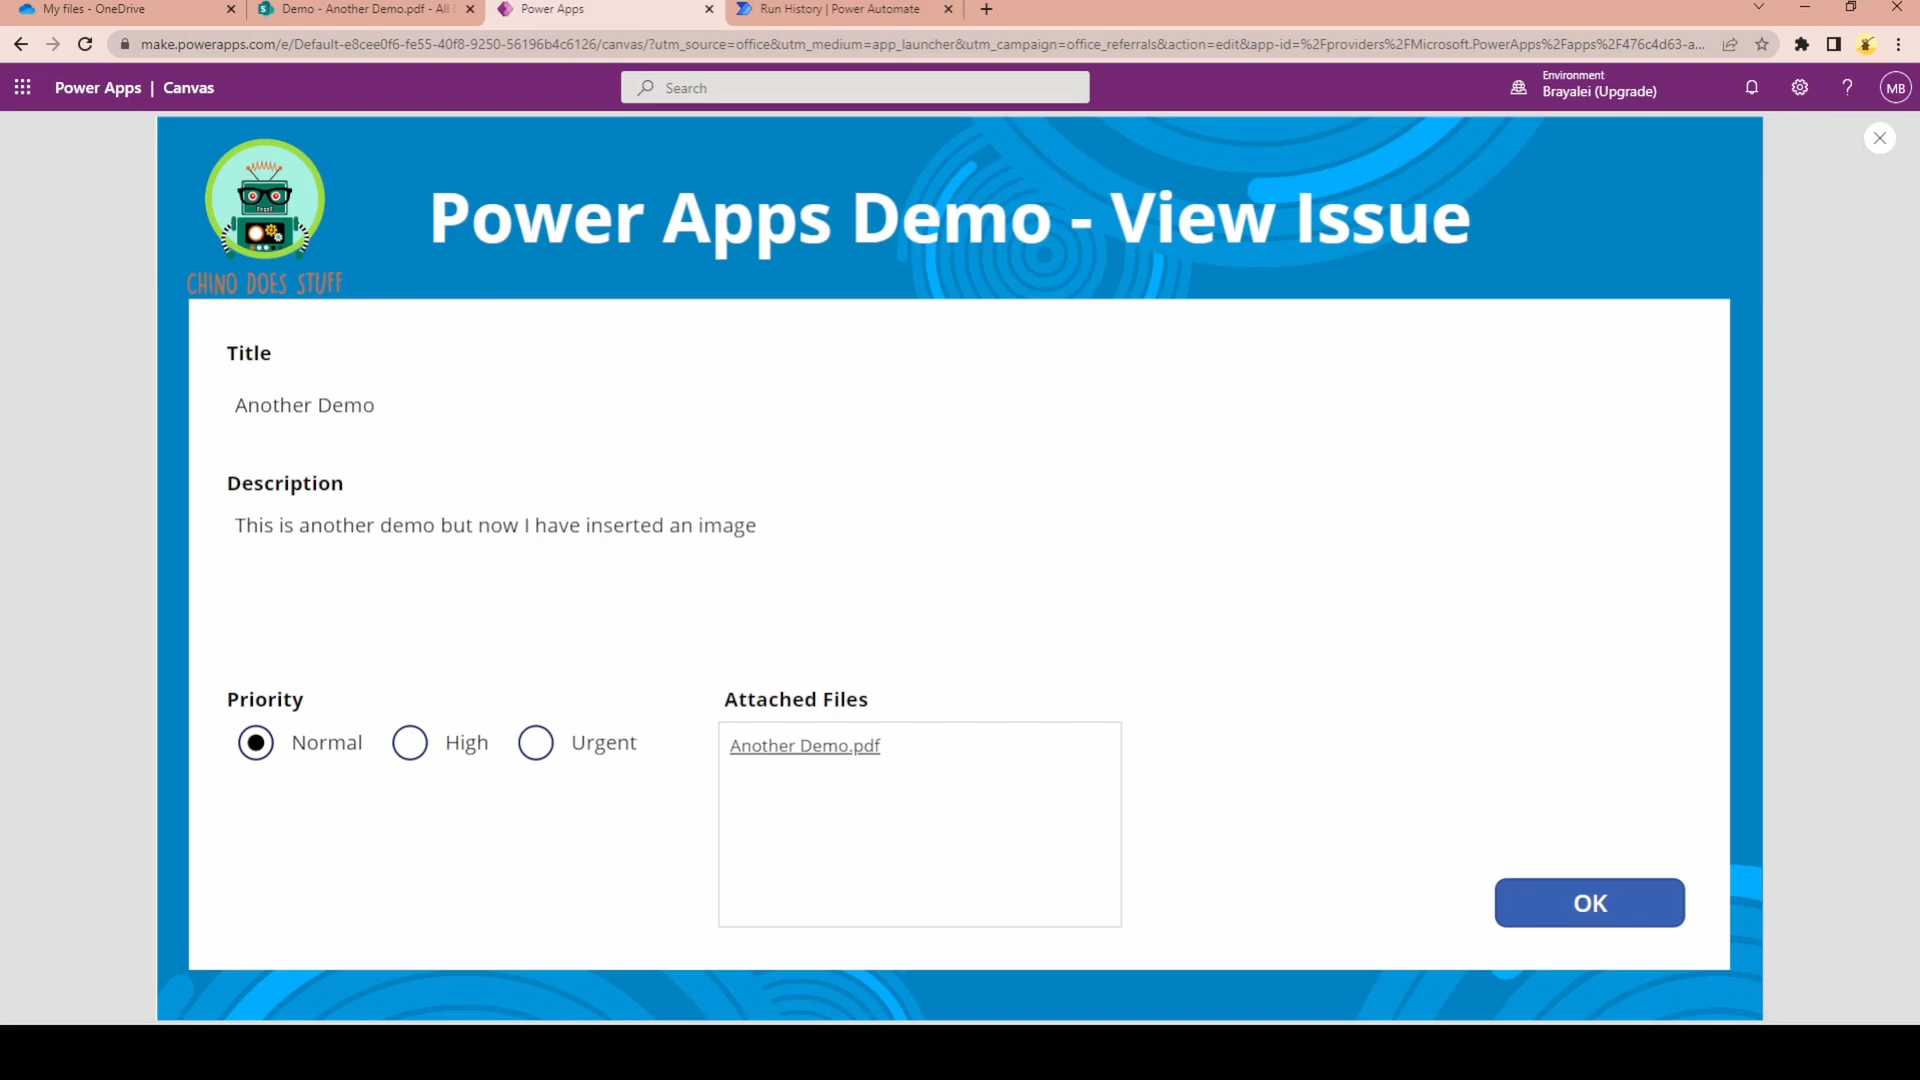 My files - OneDrive
Demo - Another Demo.pdf - All
Power Apps
Run History | Power Automate
make.powerapps.com/e/Default-e8cee0f6-fe55-40f8-9250-56196b4c6126/canvas/?utm_source=office&utm_medium=app_launcher&utm_campaign=office_referrals&action=edit&app-id=%2Fproviders%2FMicrosoft.PowerApps%2Fapps%2F476c4d63-a...
Power Apps | Canvas
Search
Environment
Brayalei (Upgrade)
MB
Power Apps Demo - View Issue
CHINO DOES STUFF
Title
Another Demo
Description
This is another demo but now I have inserted an image
Priority
Attached Files
Normal
High
Urgent
Another Demo.pdf
OK